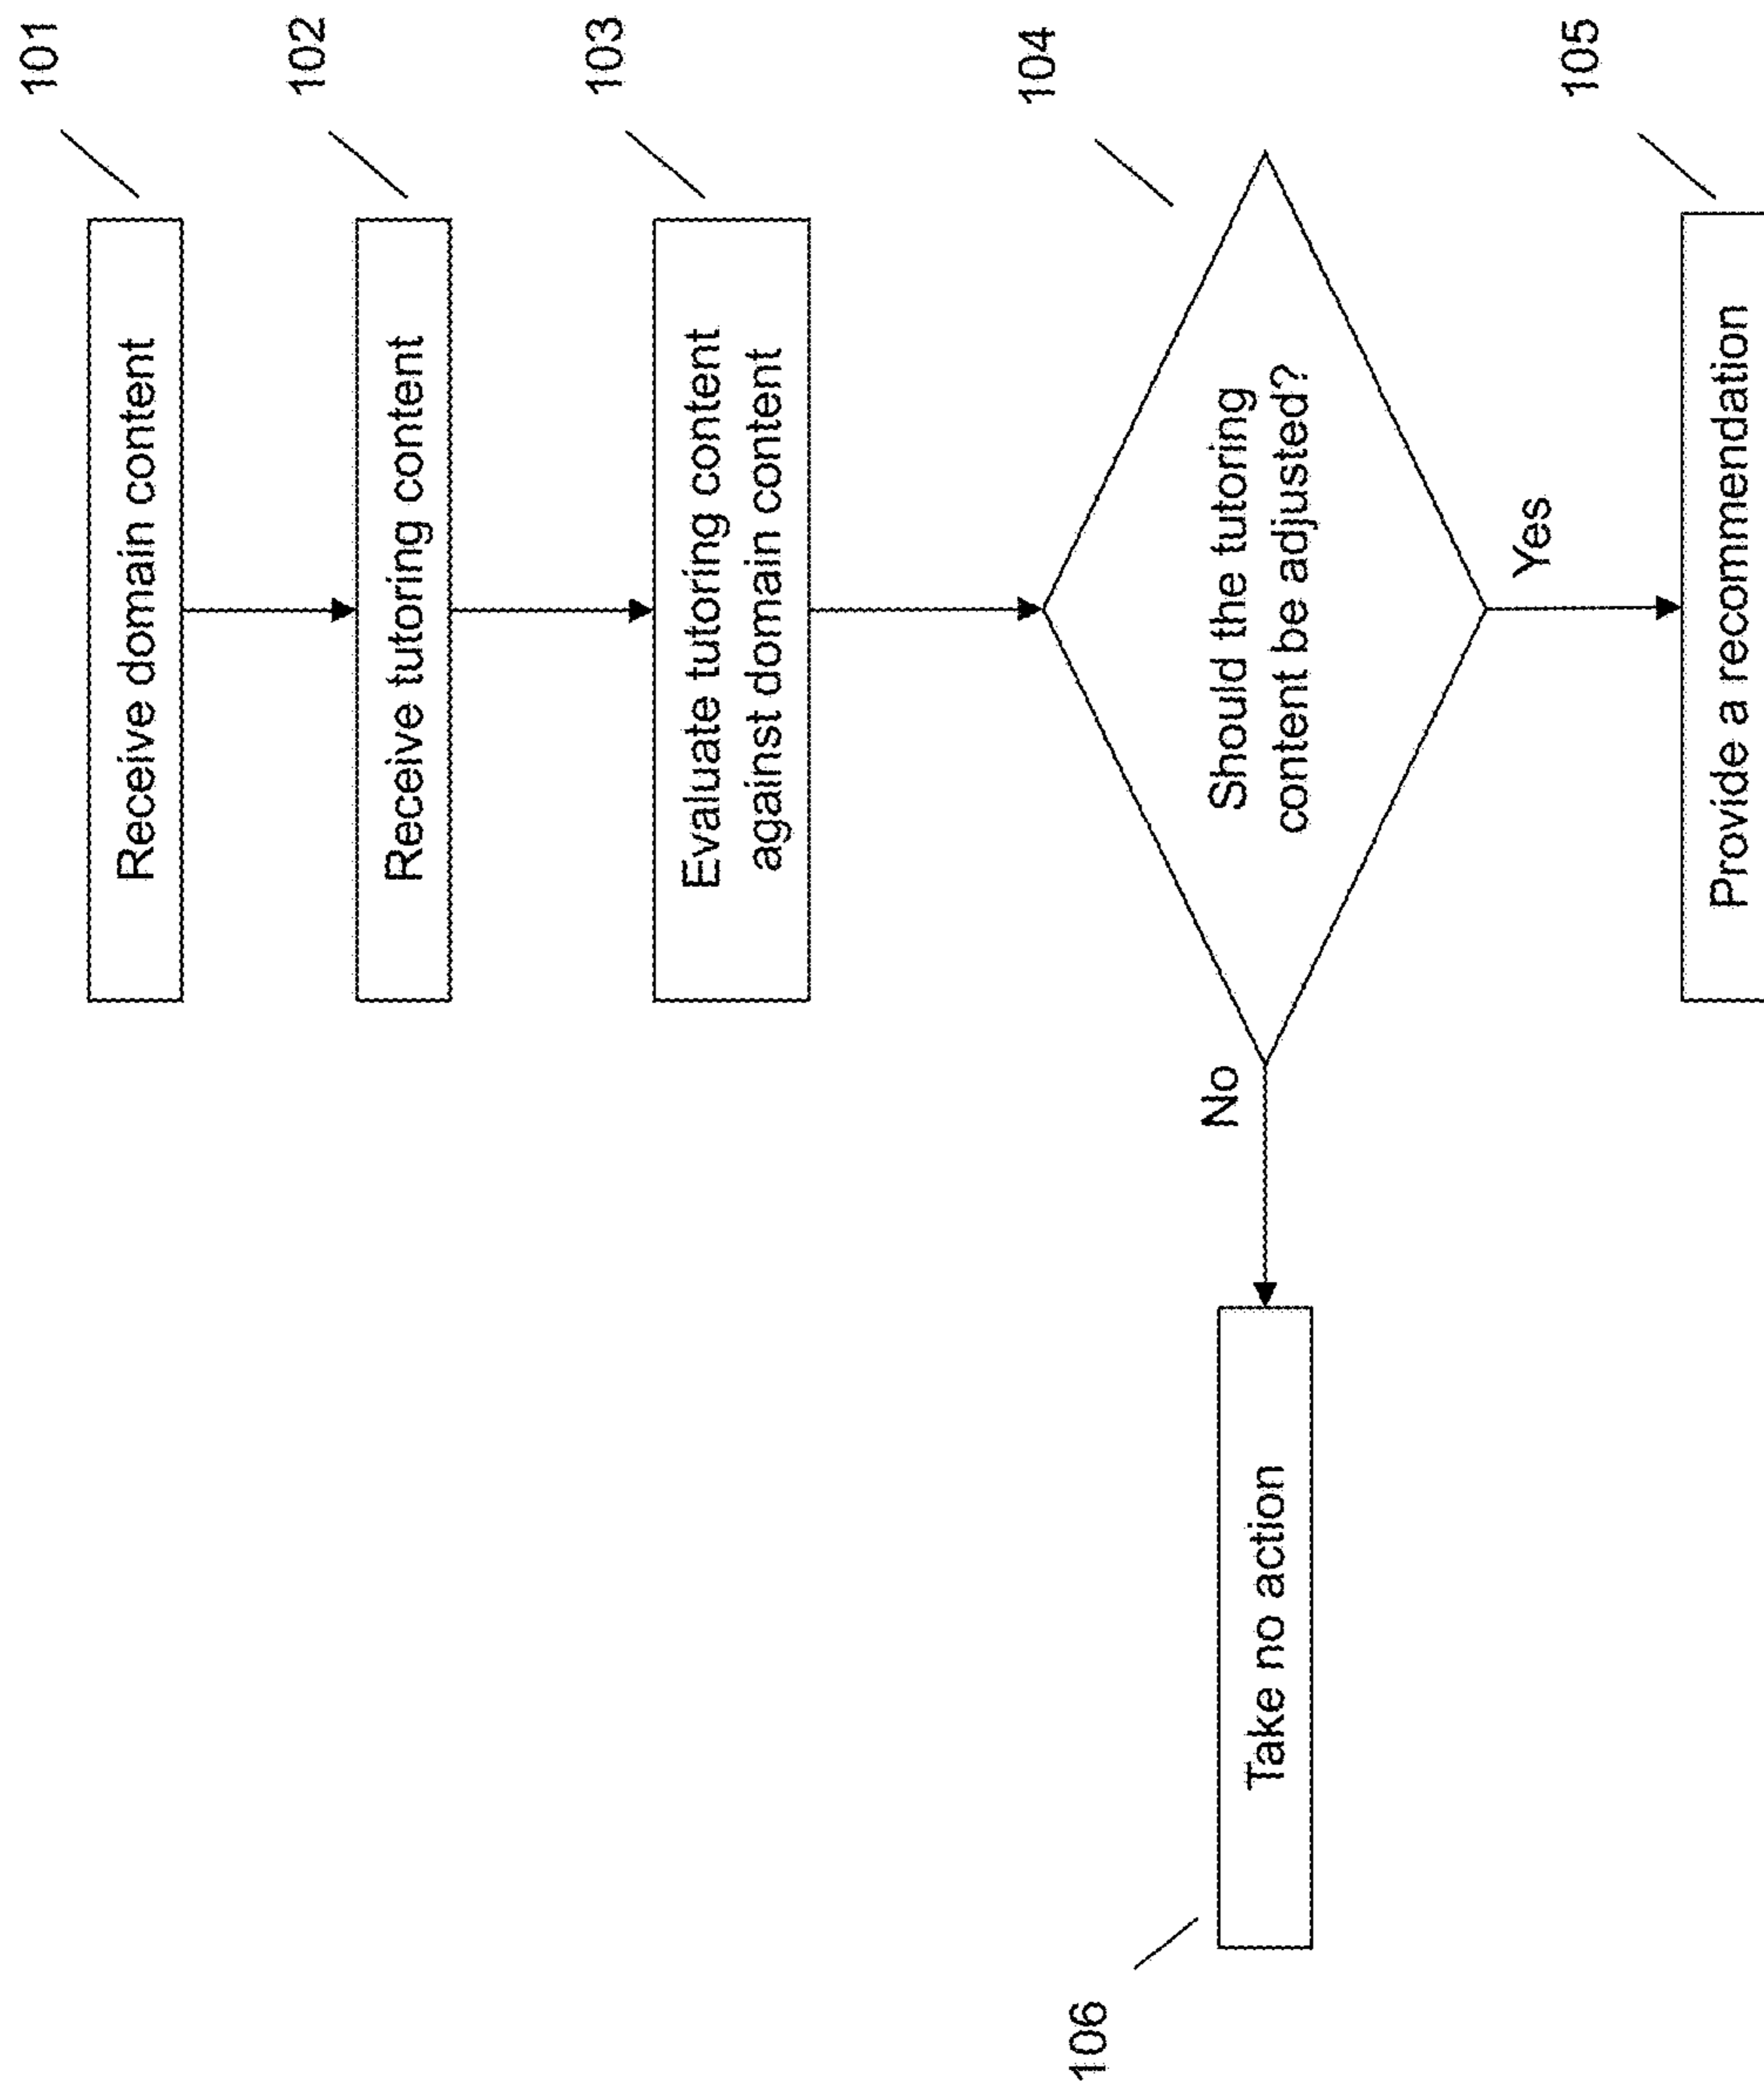 101
Receive domain content
102
Receive tutoring content
103
Evaluate tutoring content
against domain content
104
Should the tutoring
content be adjusted?
No
Yes
106
Take no action
105
Provide a recommendation